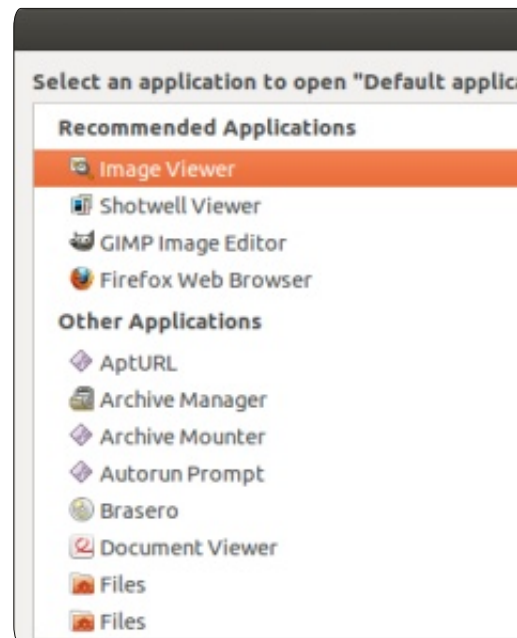 Select an application to open "Default applica
Recommended Applications
Image Viewer
Shotwell Viewer
GIMP Image Editor
Firefox Web Browser
Other Applications
AptURL
Archive Manager
Archive Mounter
Autorun Prompt
Brasero
Document Viewer
Files
Files